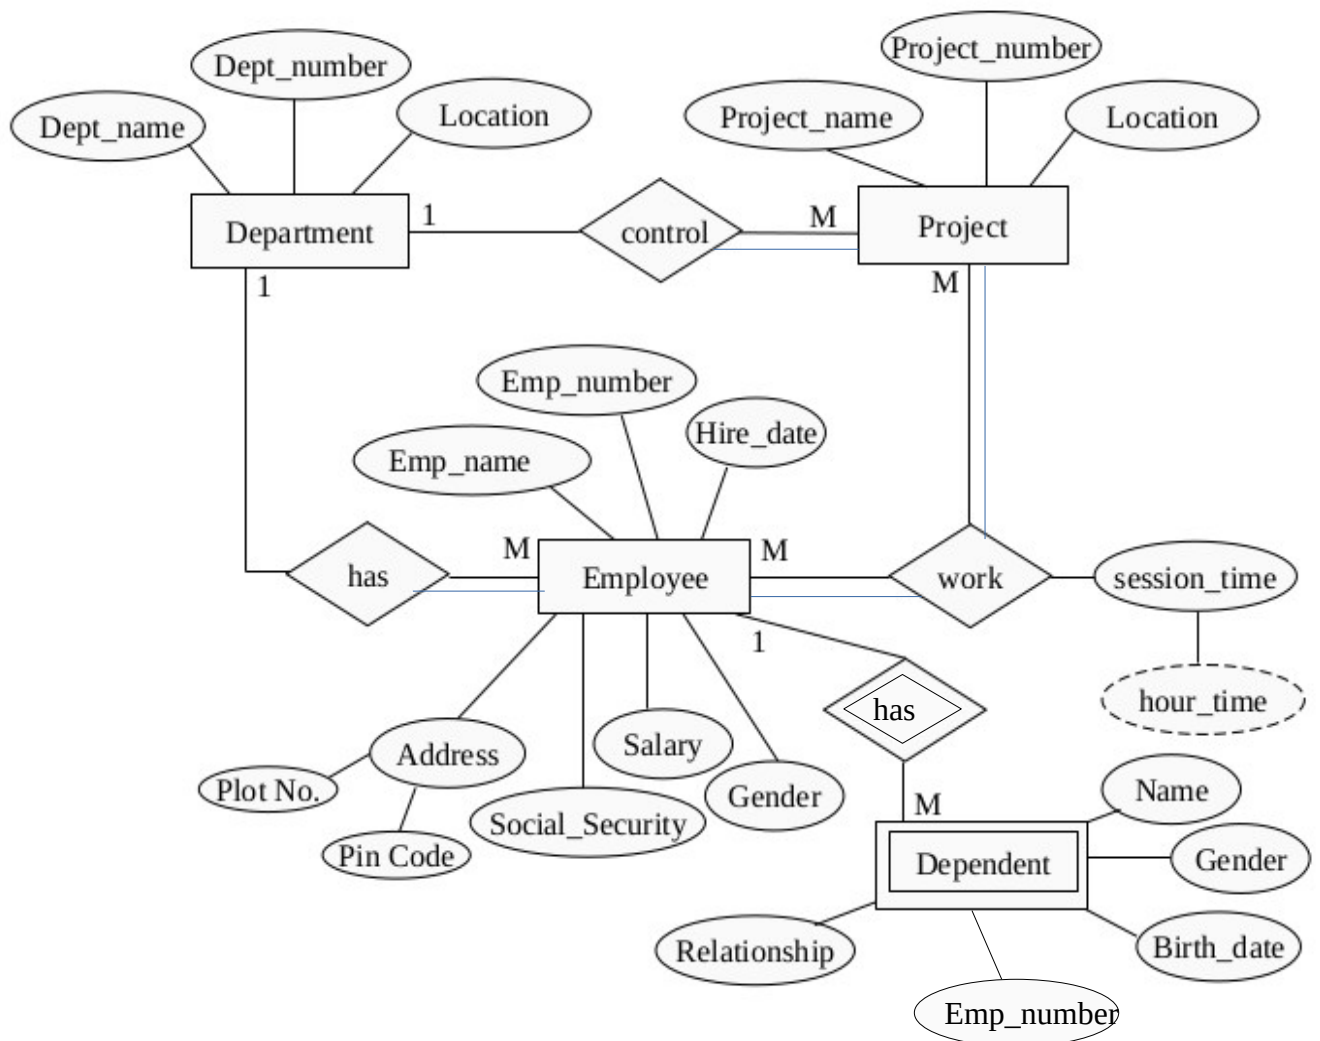 Project_number
Dept_number
Location
Project_name
Location
Dept_name
Department
1
control
M
Project
1
M
Emp_number
Hire_date
Emp_name
M
Employee
M
has
work
session_time
1
hour_time
has
Address
Salary
Plot No.
Gender
Name
Social_Security
M
Pin Code
Dependent
Gender
Relationship
Birth_date
Emp_number